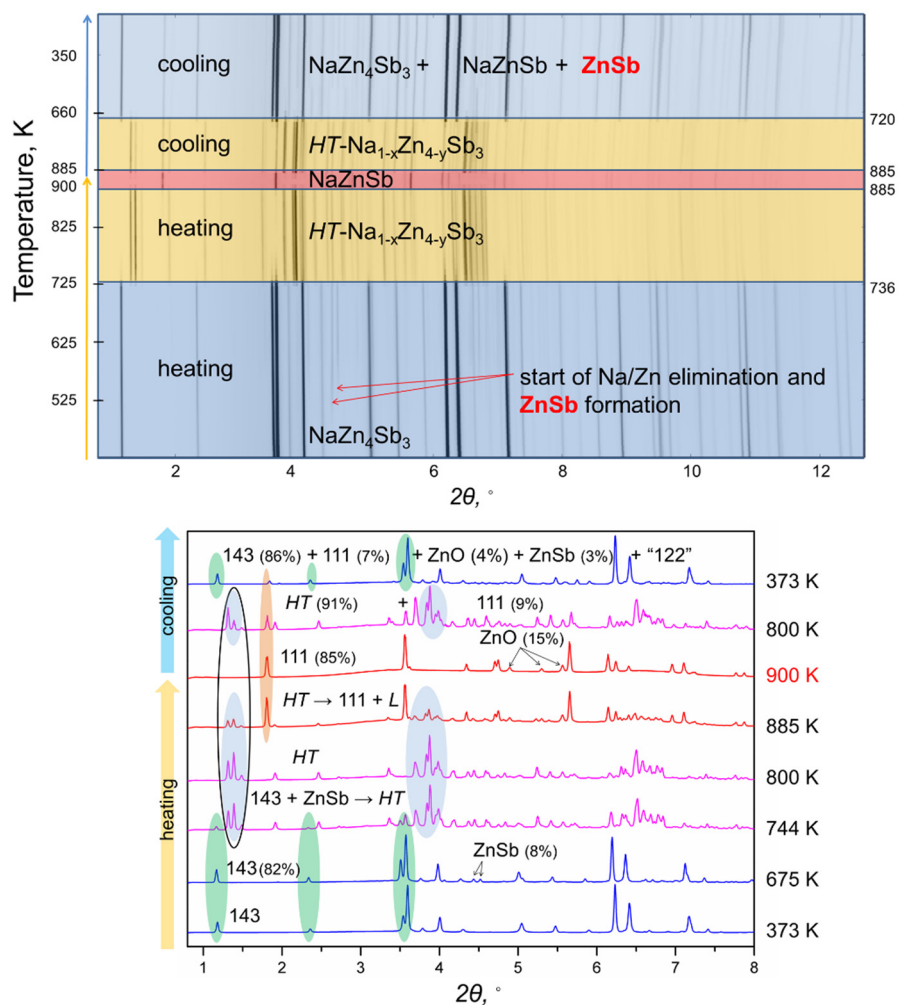 350
cooling
NaZn₄Sb₃ + NaZnSb + ZnSb
660
720
cooling
HT-Na₁₋ₓZn₄₋ᵧSb₃
885
885
NaZnSb
900
885
825
heating
HT-Na₁₋ₓZn₄₋ᵧSb₃
725
736
625
heating
start of Na/Zn elimination and
ZnSb formation
525
NaZn₄Sb₃
Temperature, K
2 4 6 8 10 12
2θ, °
cooling
143 (86%) + 111 (7%) + ZnO (4%) + ZnSb (3%) + "122"
373 K
HT (91%) + 111 (9%)
800 K
ZnO (15%)
111 (85%)
900 K
HT → 111 + L
885 K
HT
800 K
143 + ZnSb → HT
744 K
heating
ZnSb (8%)
143 (82%)
675 K
143
373 K
1 2 3 4 5 6 7 8
2θ, °